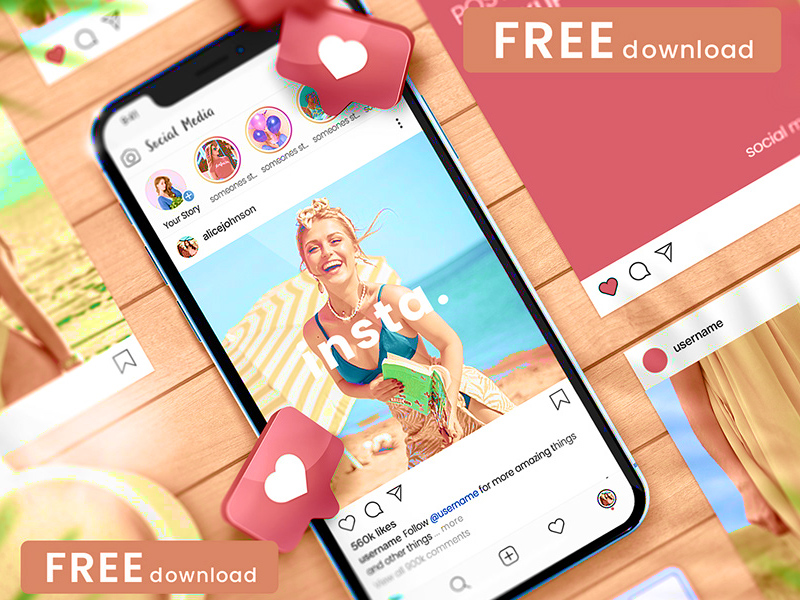 FREE download
Social Media
Your Story
someones st...
someones st...
someones st...
alicejohnson
social m
insta.
username
560k likes
username Follow @username for more amazing things
and other things ... more
View all 900k comments
FREE download